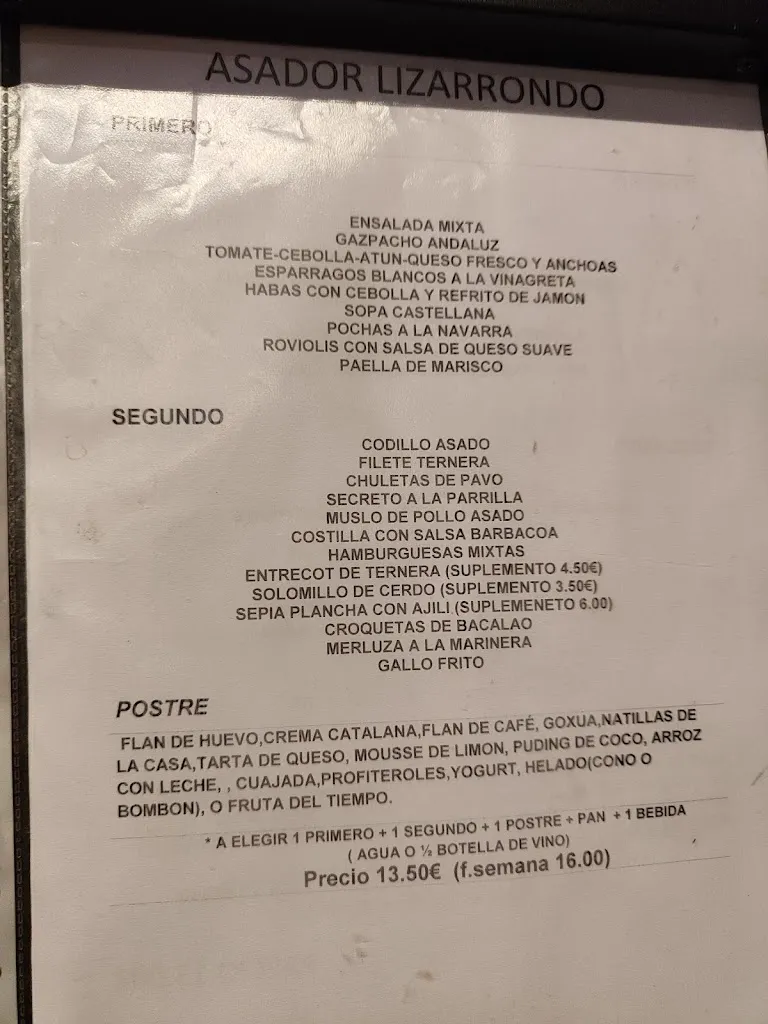 ASADOR LIZARRONDO
PRIMERO
ENSALADA MIXTA
GAZPACHO ANDALUZ
TOMATE-CEBOLLA-ATUN-QUESO FRESCO Y ANCHOAS
ESPARRAGOS BLANCOS A LA VINAGRETA
HABAS CON CEBOLLA Y REFRITO DE JAMON
SOPA CASTELLANA
POCHAS A LA NAVARRA
ROVIOLIS CON SALSA DE QUESO SUAVE
PAELLA DE MARISCO
SEGUNDO
CODILLO ASADO
FILETE TERNERA
CHULETAS DE PAVO
SECRETO A LA PARRILLA
MUSLO DE POLLO ASADO
COSTILLA CON SALSA BARBACOA
HAMBURGUESAS MIXTAS
ENTRECOT DE TERNERA (SUPLEMENTO 4.50€)
SOLOMILLO DE CERDO (SUPLEMENTO 3.50€)
SEPIA PLANCHA CON AJILI (SUPLEMENETO 6.00)
CROQUETAS DE BACALAO
MERLUZA A LA MARINERA
GALLO FRITO
POSTRE
FLAN DE HUEVO,CREMA CATALANA,FLAN DE CAFÉ, GOXUA,NATILLAS DE
LA CASA,TARTA DE QUESO, MOUSSE DE LIMON, PUDING DE COCO, ARROZ
CON LECHE, , CUAJADA,PROFITEROLES,YOGURT, HELADO(CONO O
BOMBON), O FRUTA DEL TIEMPO.
* A ELEGIR 1 PRIMERO + 1 SEGUNDO + 1 POSTRE + PAN + 1 BEBIDA
( AGUA O ½ BOTELLA DE VINO)
Precio 13.50€ (f.semana 16.00)